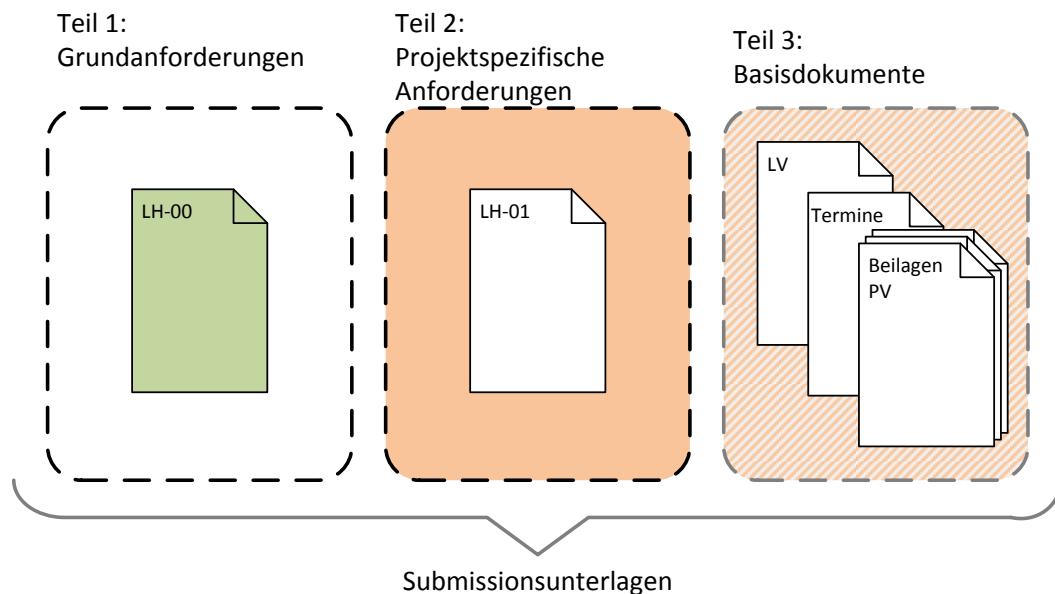 Teil 1:
Grundanforderungen
Teil 2:
Projektspezifische
Anforderungen
Teil 3:
Basisdokumente
LH-00
LH-01
LV
Termine
Beilagen
PV
Submissionsunterlagen